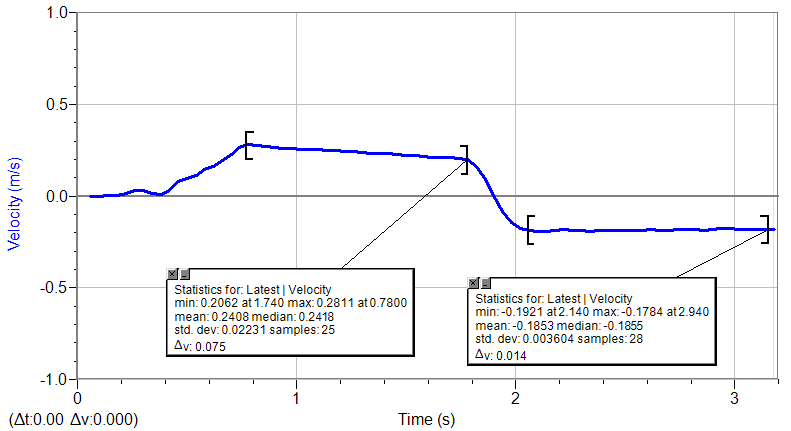 1.0
0.5
Velocity (m/s)
0.0
-0.5
-1.0
Statistics for: Latest | Velocity
min: 0.2062 at 1.740 max: 0.2811 at 0.7800
mean: 0.2408 median: 0.2418
std. dev: 0.02231 samples: 25
Δv: 0.075
Statistics for: Latest | Velocity
min: -0.1921 at 2.140 max: -0.1784 at 2.940
mean: -0.1853 median: -0.1855
std. dev: 0.003604 samples: 28
Δv: 0.014
0 1 2 3
(Δt:0.00 Δv:0.000) Time (s)